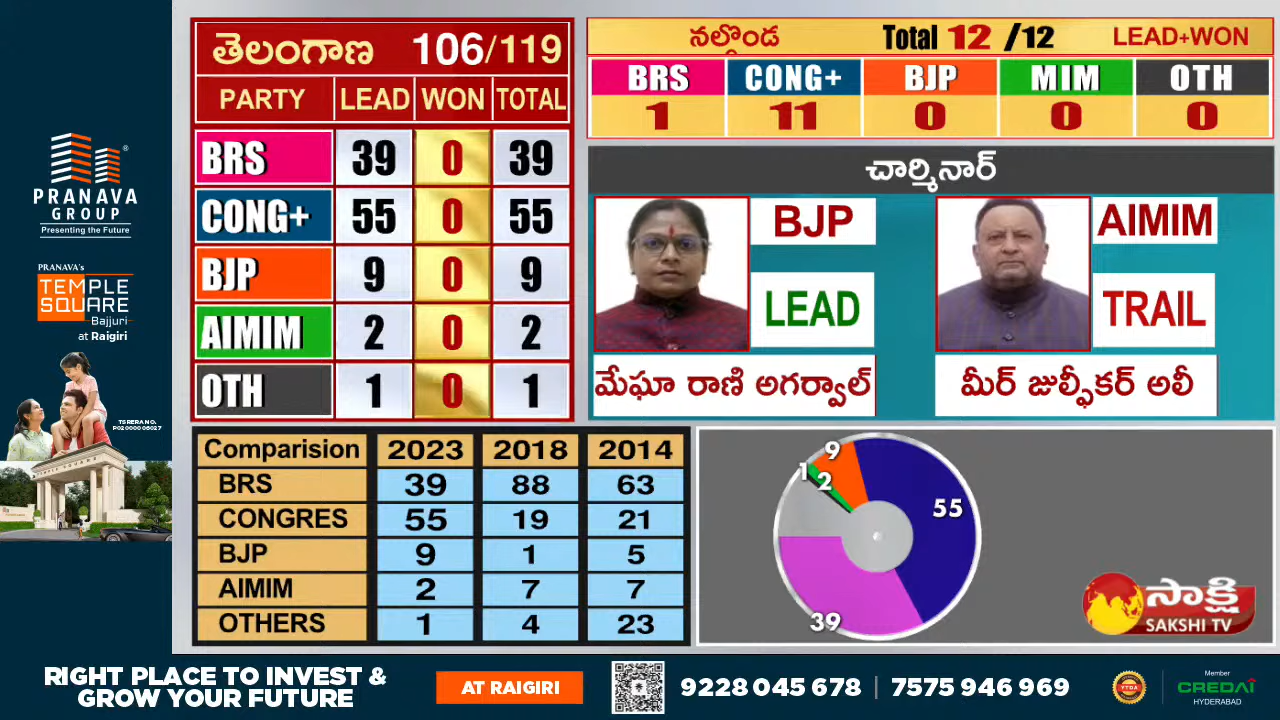 PRANAVA
GROUP
Presenting the Future
PRANAVA's
TEMPLE
SQUARE
Bajjuri
at Raigiri
TS RERA NO.
తెలంగాణ 106/119
PARTY LEAD WON TOTAL
BRS 39 0 39
CONG+ 55 0 55
BJP 9 0 9
AIMIM 2 0 2
OTH 1 0 1
నల్గొండ Total 12 /12 LEAD+WON
BRS CONG+ BJP MIM OTH
1 11 0 0 0
చార్మినార్
BJP AIMIM
LEAD TRAIL
మేఘా రాణి అగర్వాల్ మీర్ జుల్ఫీకర్ అలీ
Comparision 2023 2018 2014
BRS 39 88 63
CONGRES 55 19 21
BJP 9 1 5
AIMIM 2 7 7
OTHERS 1 4 23
9
1
2
55
39
సాక్షి
SAKSHI TV
RIGHT PLACE TO INVEST &
GROW YOUR FUTURE
AT RAIGIRI
9228 045 678 | 7575 946 969
YTDA
Member
CREDAI
HYDERABAD